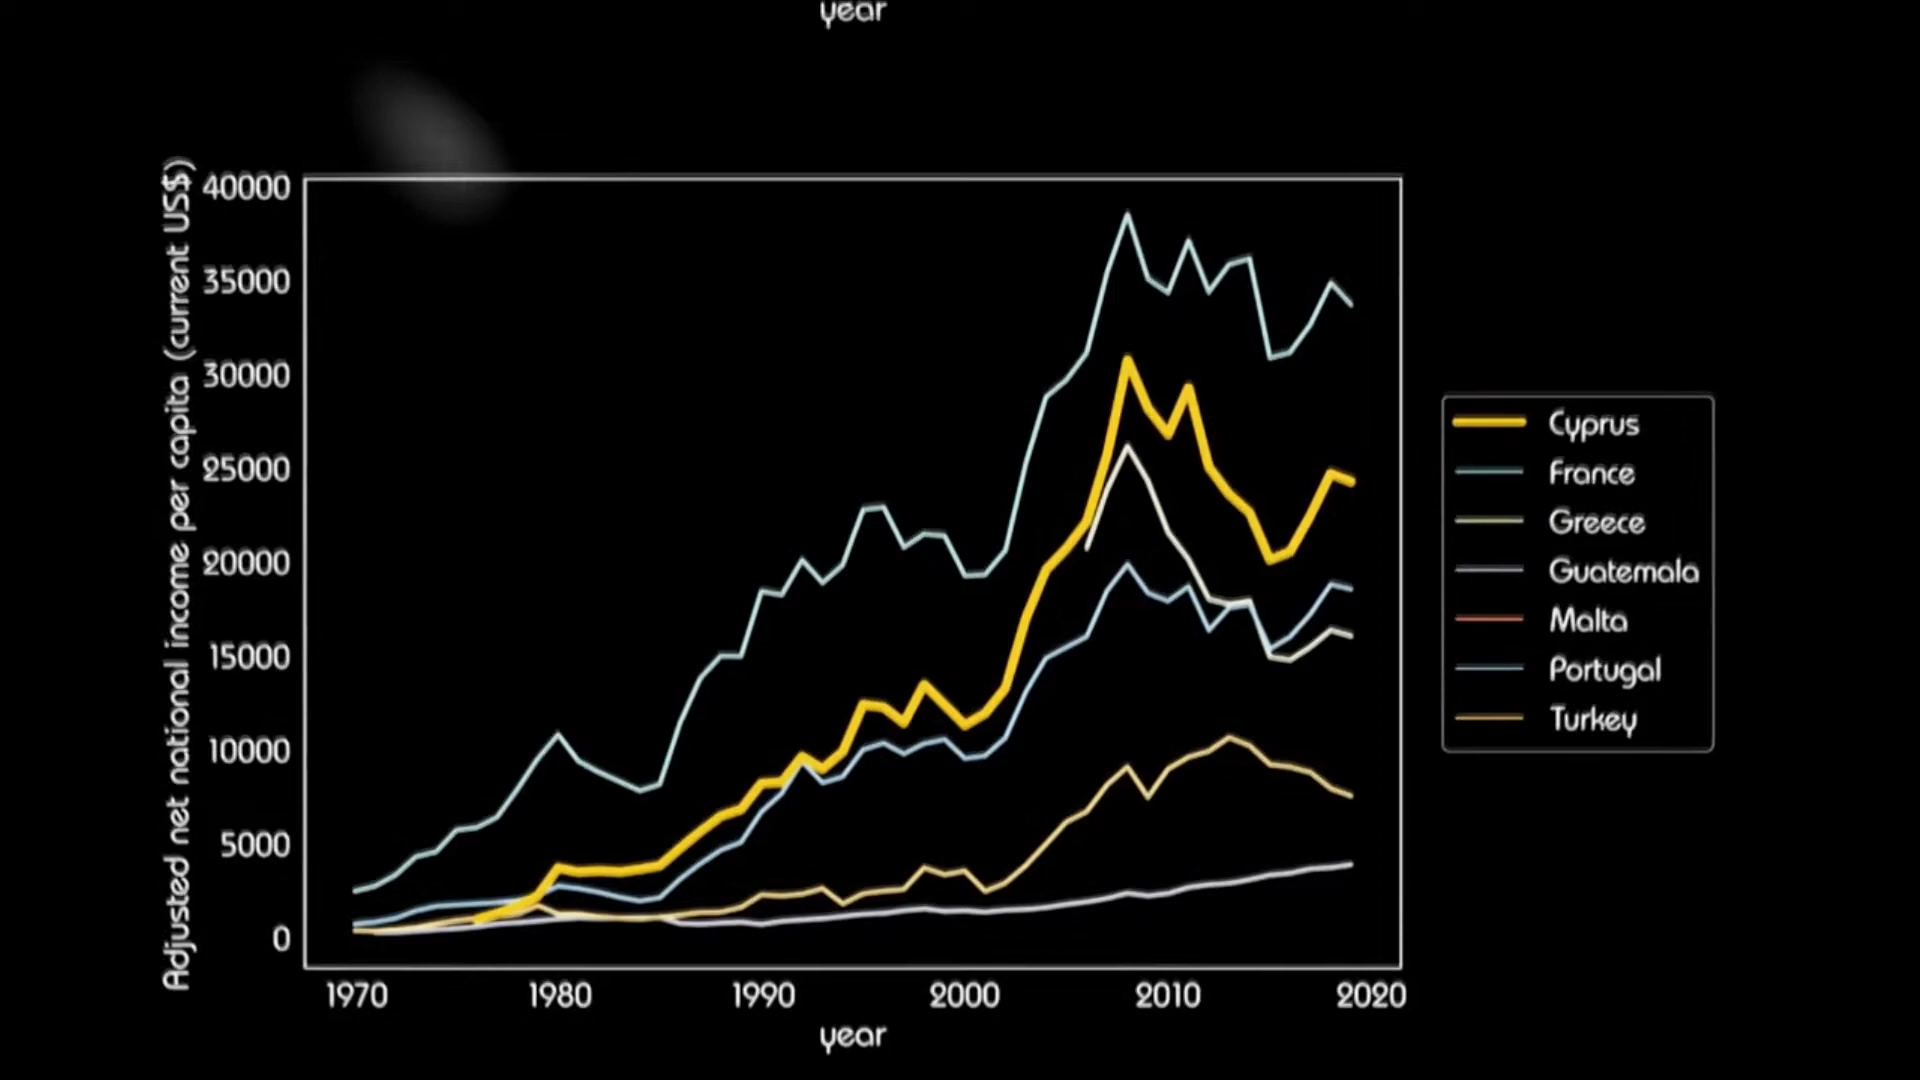 year
Adjusted net national income per capita (current US$)
40000
35000
30000
25000
20000
15000
10000
5000
0
1970 1980 1990 2000 2010 2020
year
Cyprus
France
Greece
Guatemala
Malta
Portugal
Turkey